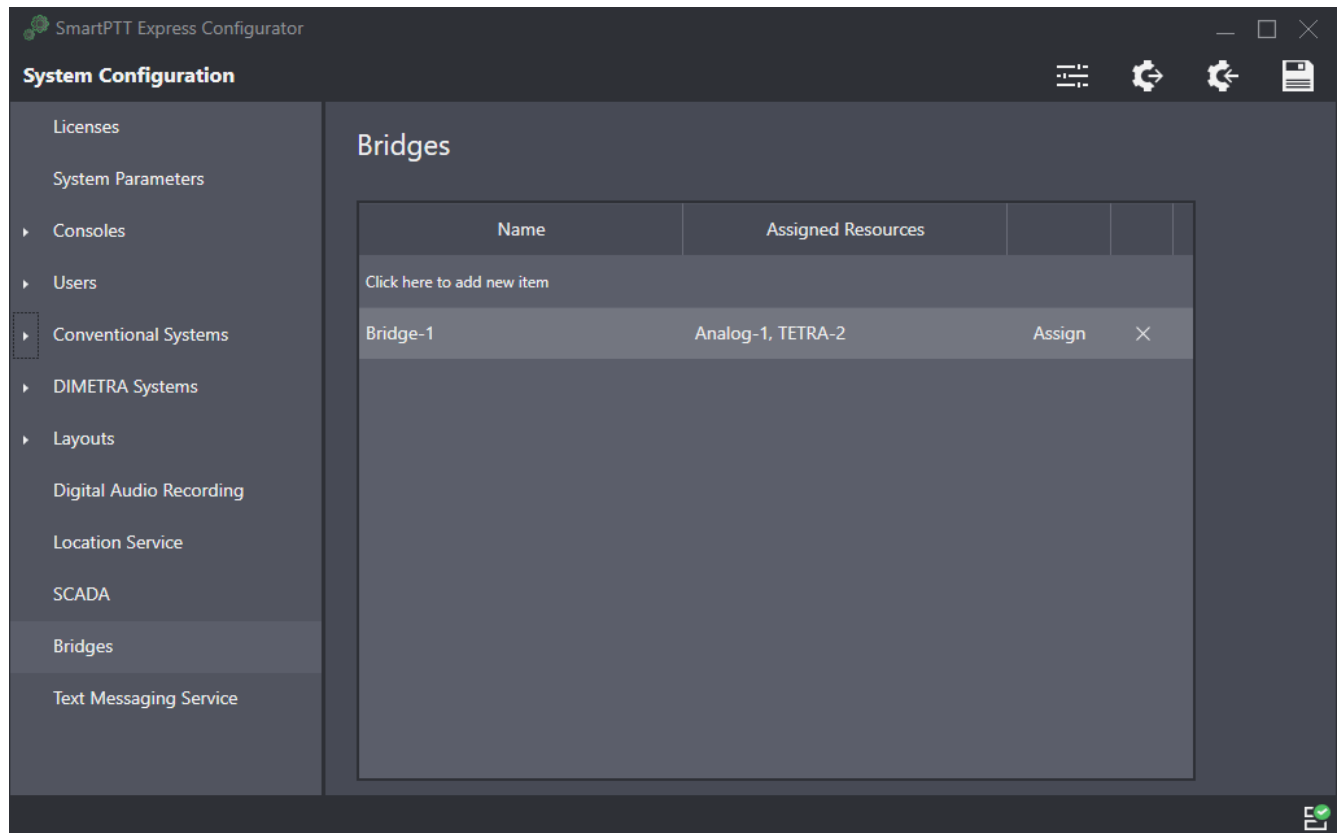 SmartPTT Express Configurator
System Configuration
Licenses
System Parameters
Consoles
Users
Conventional Systems
DIMETRA Systems
Layouts
Digital Audio Recording
Location Service
SCADA
Bridges
Text Messaging Service
Bridges
Name Assigned Resources
Click here to add new item
Bridge-1 Analog-1, TETRA-2 Assign